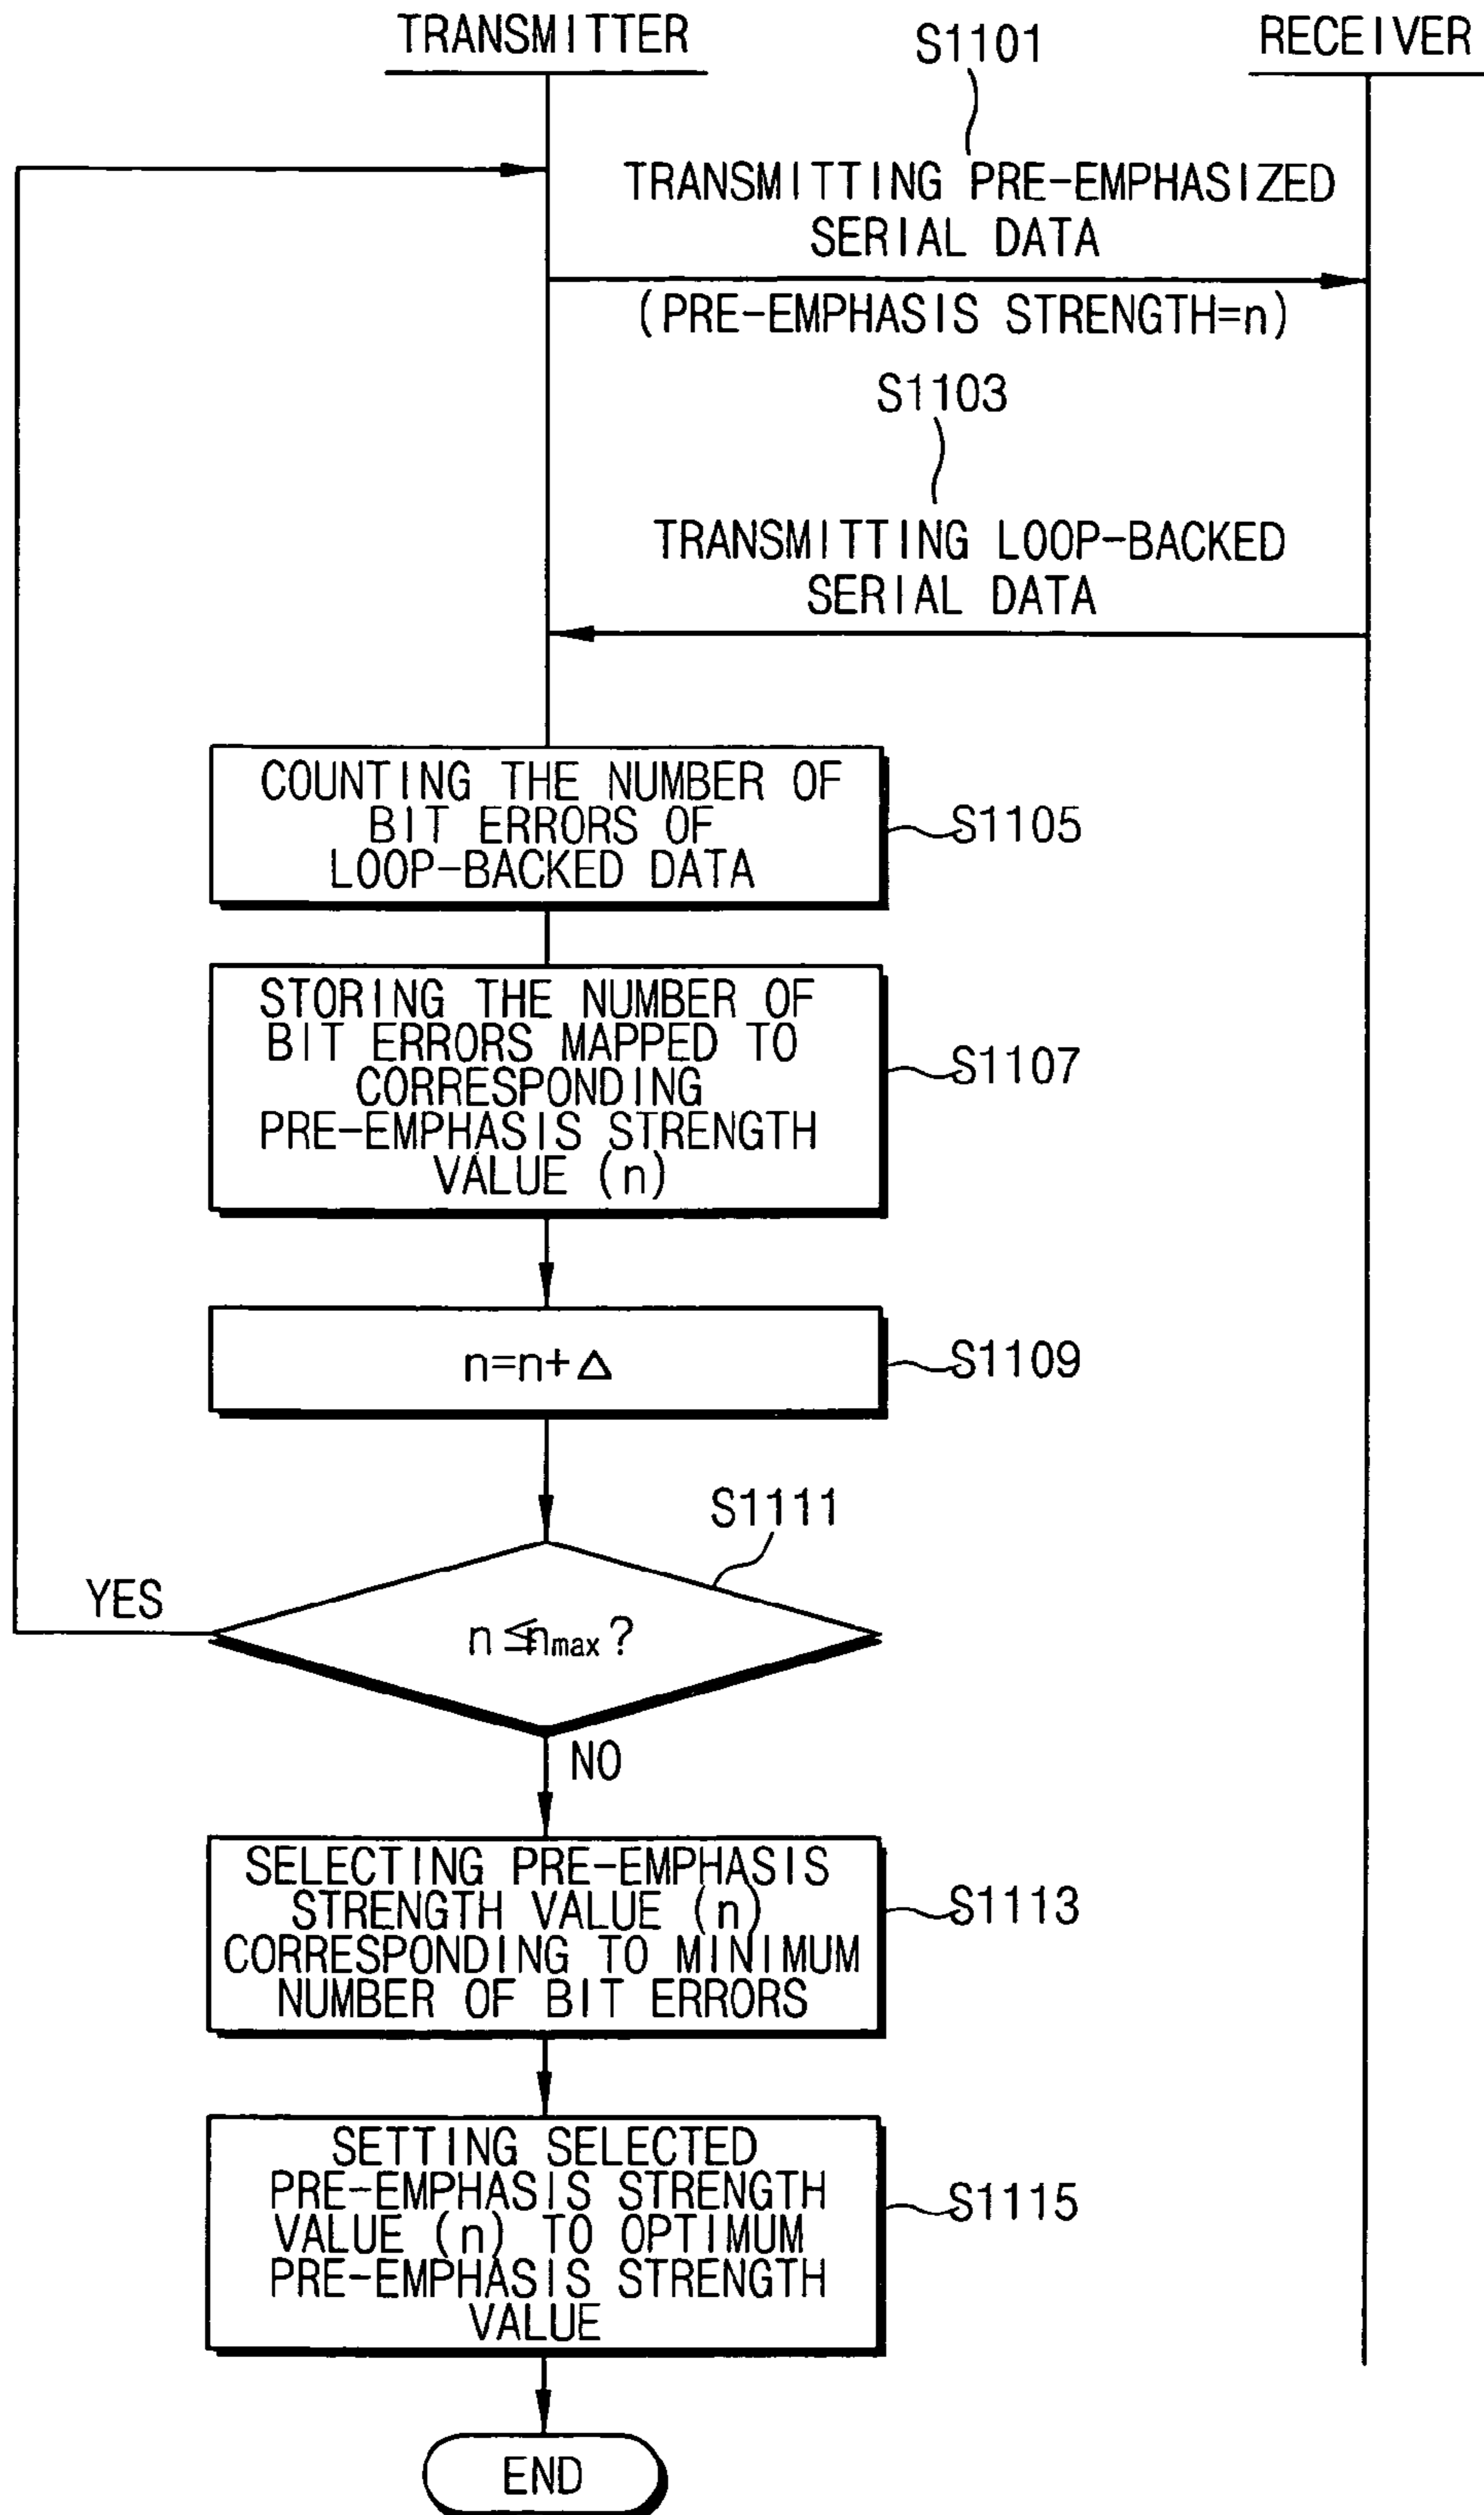 TRANSMITTER
S1101
RECEIVER
TRANSMITTING PRE-EMPHASIZED
SERIAL DATA
(PRE-EMPHASIS STRENGTH=n)
S1103
TRANSMITTING LOOP-BACKED
SERIAL DATA
COUNTING THE NUMBER OF
BIT ERRORS OF
LOOP-BACKED DATA
S1105
STORING THE NUMBER OF
BIT ERRORS MAPPED TO
CORRESPONDING
PRE-EMPHASIS STRENGTH
VALUE (n)
S1107
n=n+△
S1109
S1111
YES
n≤nmax?
NO
SELECTING PRE-EMPHASIS
STRENGTH VALUE (n)
CORRESPONDING TO MINIMUM
NUMBER OF BIT ERRORS
S1113
SETTING SELECTED
PRE-EMPHASIS STRENGTH
VALUE (n) TO OPTIMUM
PRE-EMPHASIS STRENGTH
VALUE
S1115
END